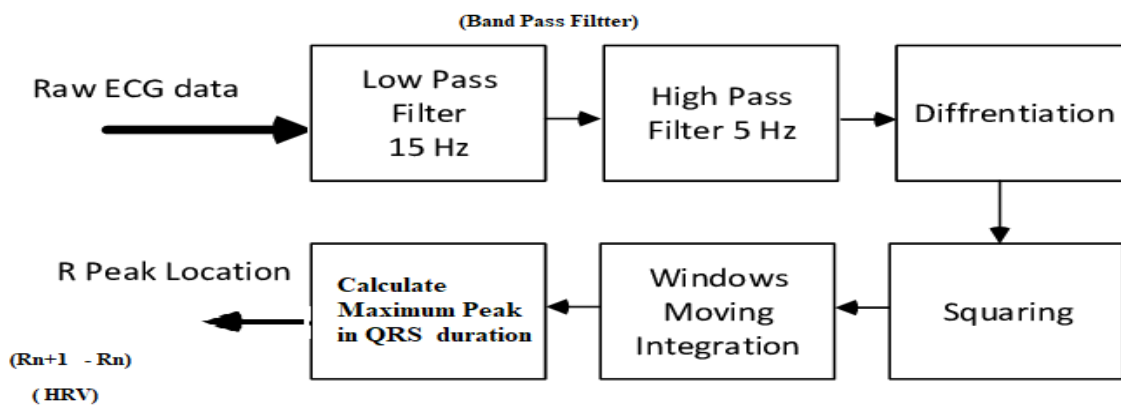 (Band Pass Filtter)
Raw ECG data
Low Pass
Filter
15 Hz
High Pass
Filter 5 Hz
Diffrentiation
R Peak Location
(Rn+1 - Rn)
( HRV)
Calculate
Maximum Peak
in QRS duration
Windows
Moving
Integration
Squaring